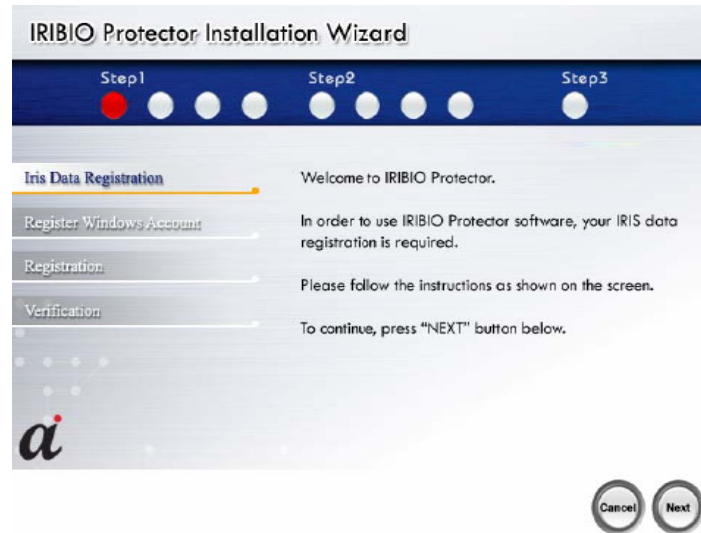 IRIBIO Protector Installation Wizard
Step1 Step2 Step3
Iris Data Registration
Register Windows Account
Registration
Verification
Welcome to IRIBIO Protector.
In order to use IRIBIO Protector software, your IRIS data
registration is required.
Please follow the instructions as shown on the screen.
To continue, press “NEXT” button below.
ai
Cancel Next